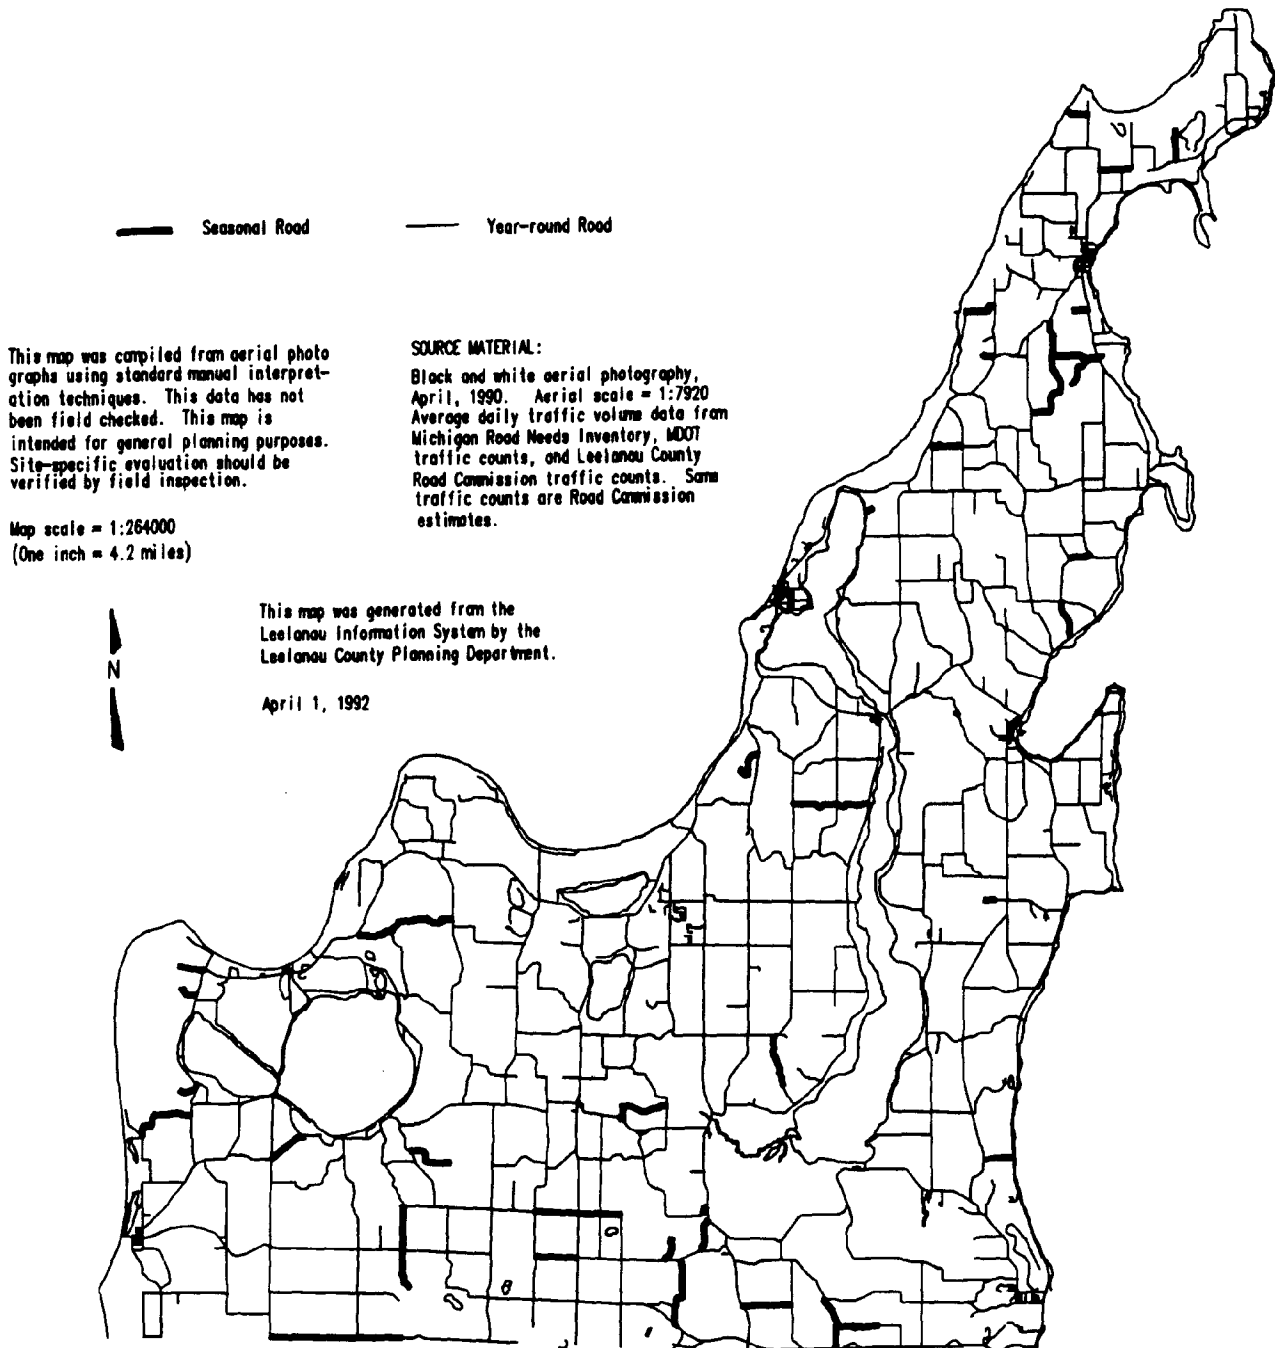 Seasonal Road
Year-round Road
This map was compiled from aerial photo
graphs using standard manual interpret-
ation techniques. This data has not
been field checked. This map is
intended for general planning purposes.
Site-specific evaluation should be
verified by field inspection.
Map scale = 1:264000
(One inch = 4.2 miles)
SOURCE MATERIAL:
Black and white aerial photography,
April, 1990. Aerial scale = 1:7920
Average daily traffic volume data from
Michigan Road Needs Inventory, MDOT
traffic counts, and Leelanau County
Road Commission traffic counts. Some
traffic counts are Road Commission
estimates.
This map was generated from the
Leelanau Information System by the
Leelanau County Planning Department.
April 1, 1992
N